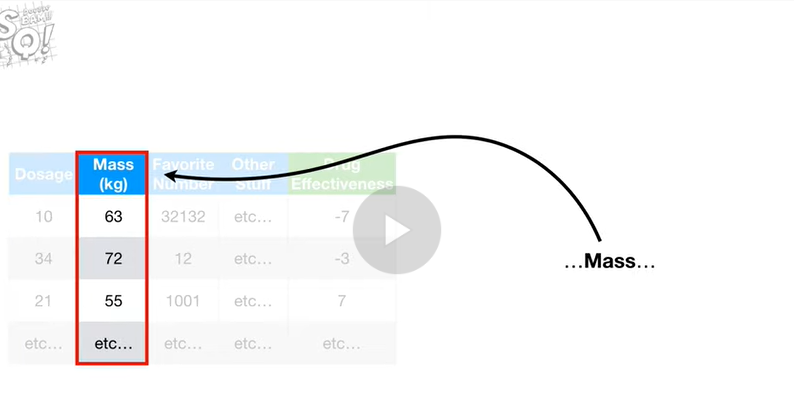 SQ!
Dosage Mass (kg) Favorite Number Other Stuff Drug Effectiveness
10 63 32132 etc... -7
34 72 12 etc... -3
21 55 1001 etc... 7
etc... etc... etc... etc... etc...
...Mass...